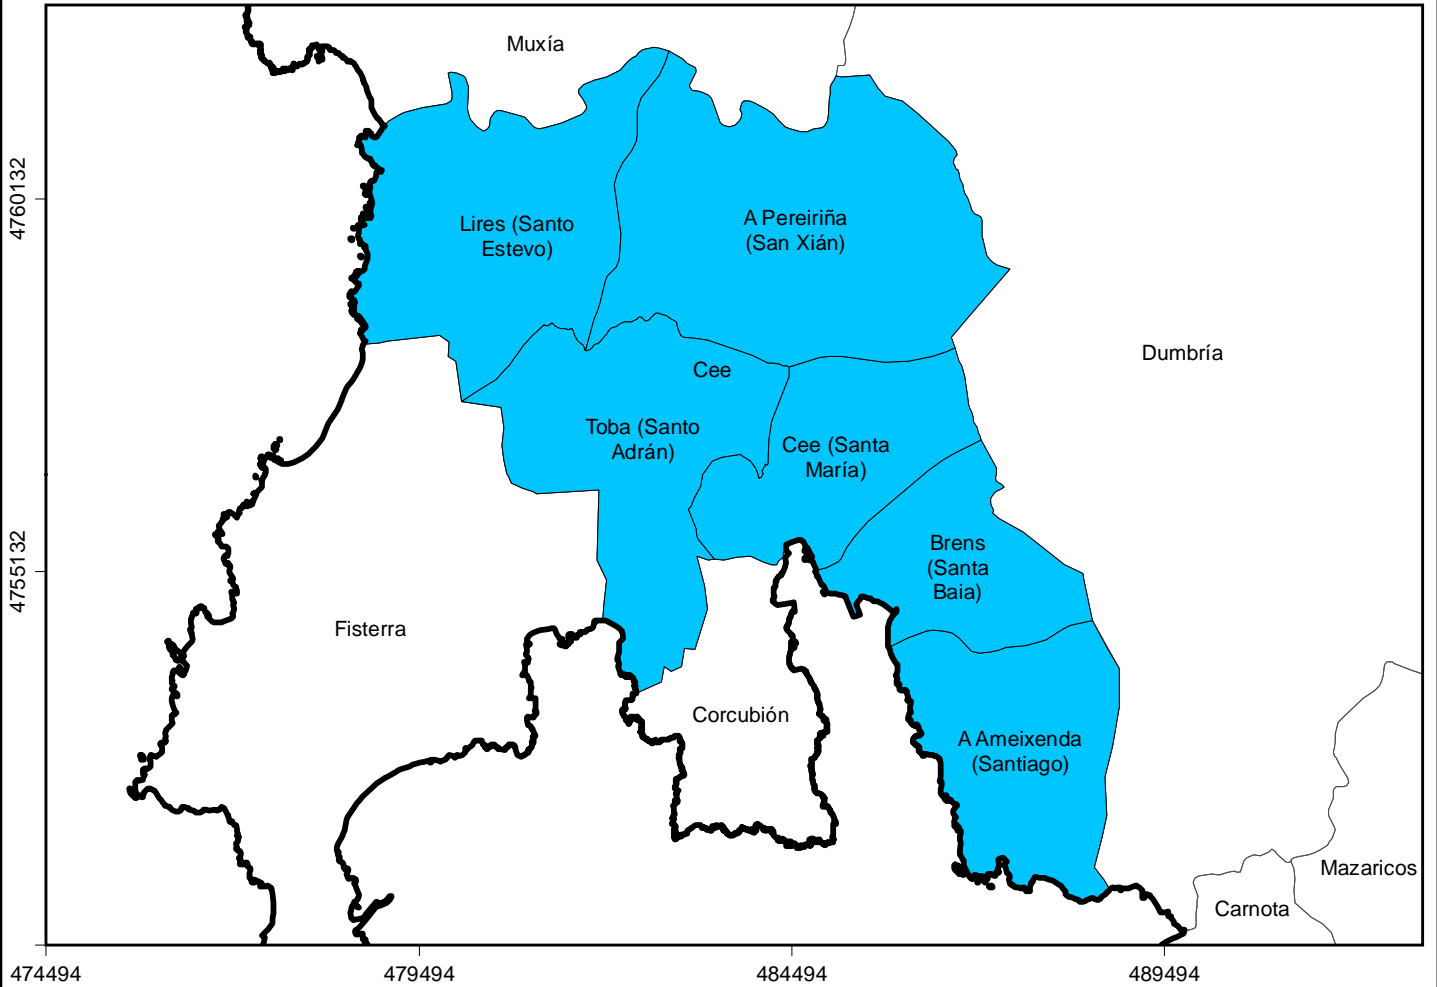 Muxía
4760132
Lires (Santo
Estevo)
A Pereiriña
(San Xián)
Dumbría
Cee
Toba (Santo
Adrán)
Cee (Santa
María)
4755132
Brens
(Santa
Baia)
Fisterra
Corcubión
A Ameixenda
(Santiago)
Mazaricos
Carnota
474494
479494
484494
489494